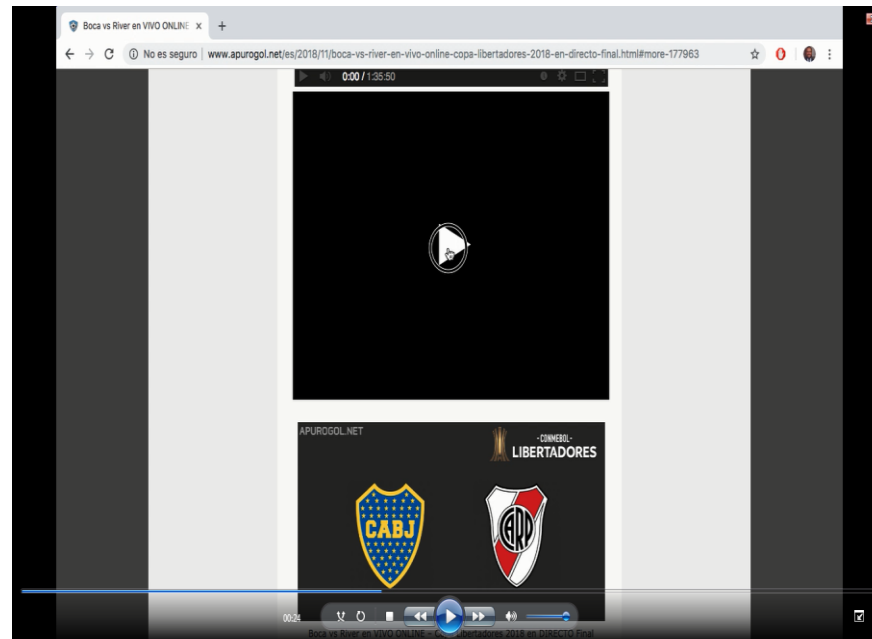 Boca vs River en VIVO ONLINE
No es seguro | www.apurogol.net/es/2018/11/boca-vs-river-en-vivo-online-copa-libertadores-2018-en-directo-final.html#more-177963
0:00 / 1:35:50
APUROGOL.NET
-CONMEBOL-
LIBERTADORES
CABJ
CARP
00:24
Boca vs River en VIVO ONLINE – Libertadores 2018 en DIRECTO Final